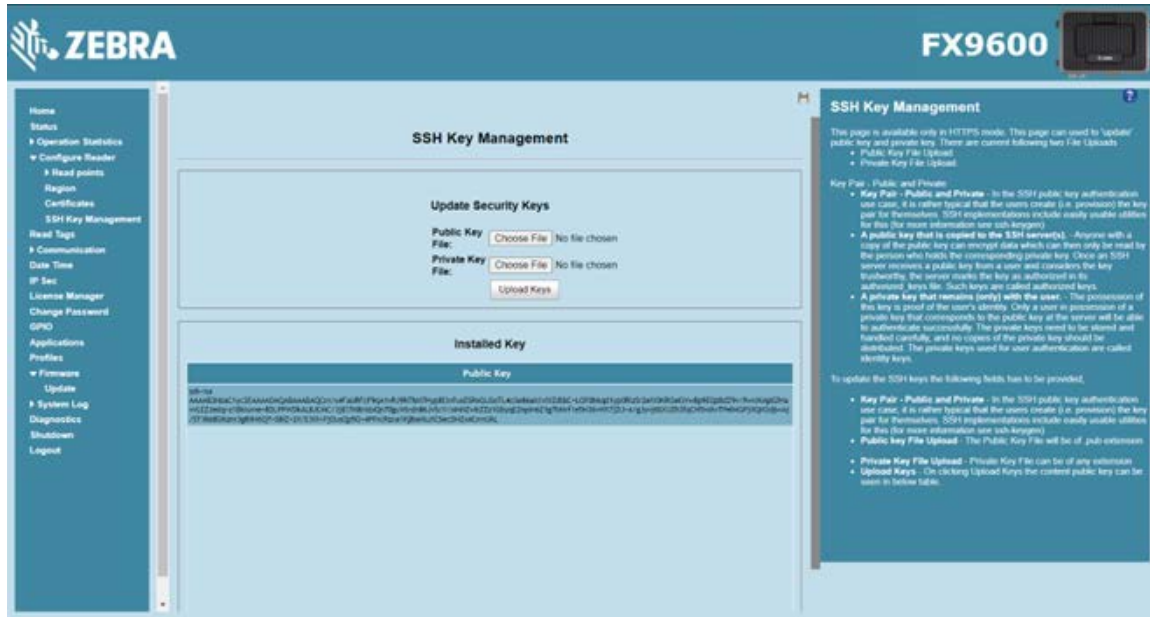 ZEBRA
FX9600
Home
Status
Operation Statistics
Configure Reader
Read points
Region
Certificates
SSH Key Management
Read Tags
Communication
Date Time
IP Sec
License Manager
Change Password
GPIO
Applications
Profiles
Firmware
Update
System Log
Diagnostics
Shutdown
Logout
SSH Key Management
Update Security Keys
Public Key
File:
Choose File No file chosen
Private Key
File:
Choose File No file chosen
Upload Keys
Installed Key
Public Key
ssh-rsa
?
SSH Key Management
This page is available only in HTTPS mode. This page can used to 'update'
public key and private key. There are current following two File Uploads
• Public Key File Upload
• Private Key File Upload.
Key Pair - Public and Private
• Key Pair - Public and Private - In the SSH public key authentication
use case, it is rather typical that the users create (i.e. provision) the key
pair for themselves. SSH implementations include easily usable utilities
for this (for more information see ssh-keygen)
• A public key that is copied to the SSH server(s). - Anyone with a
copy of the public key can encrypt data which can then only be read by
the person who holds the corresponding private key. Once an SSH
server receives a public key from a user and considers the key
trustworthy, the server marks the key as authorized in its
authorized_keys file. Such keys are called authorized keys.
• A private key that remains (only) with the user. - The possession of
this key is proof of the user's identity. Only a user in possession of a
private key that corresponds to the public key at the server will be able
to authenticate successfully. The private keys need to be stored and
handled carefully, and no copies of the private key should be
distributed. The private keys used for user authentication are called
identity keys.
To update the SSH keys the following fields has to be provided,
• Key Pair - Public and Private - In the SSH public key authentication
use case, it is rather typical that the users create (i.e. provision) the key
pair for themselves. SSH implementations include easily usable utilities
for this (for more information see ssh-keygen)
• Public key File Upload - The Public Key File will be of .pub extension
• Private Key File Upload - Private Key File can be of any extension
• Upload Keys - On clicking Upload Keys the content public key can be
seen in below table.